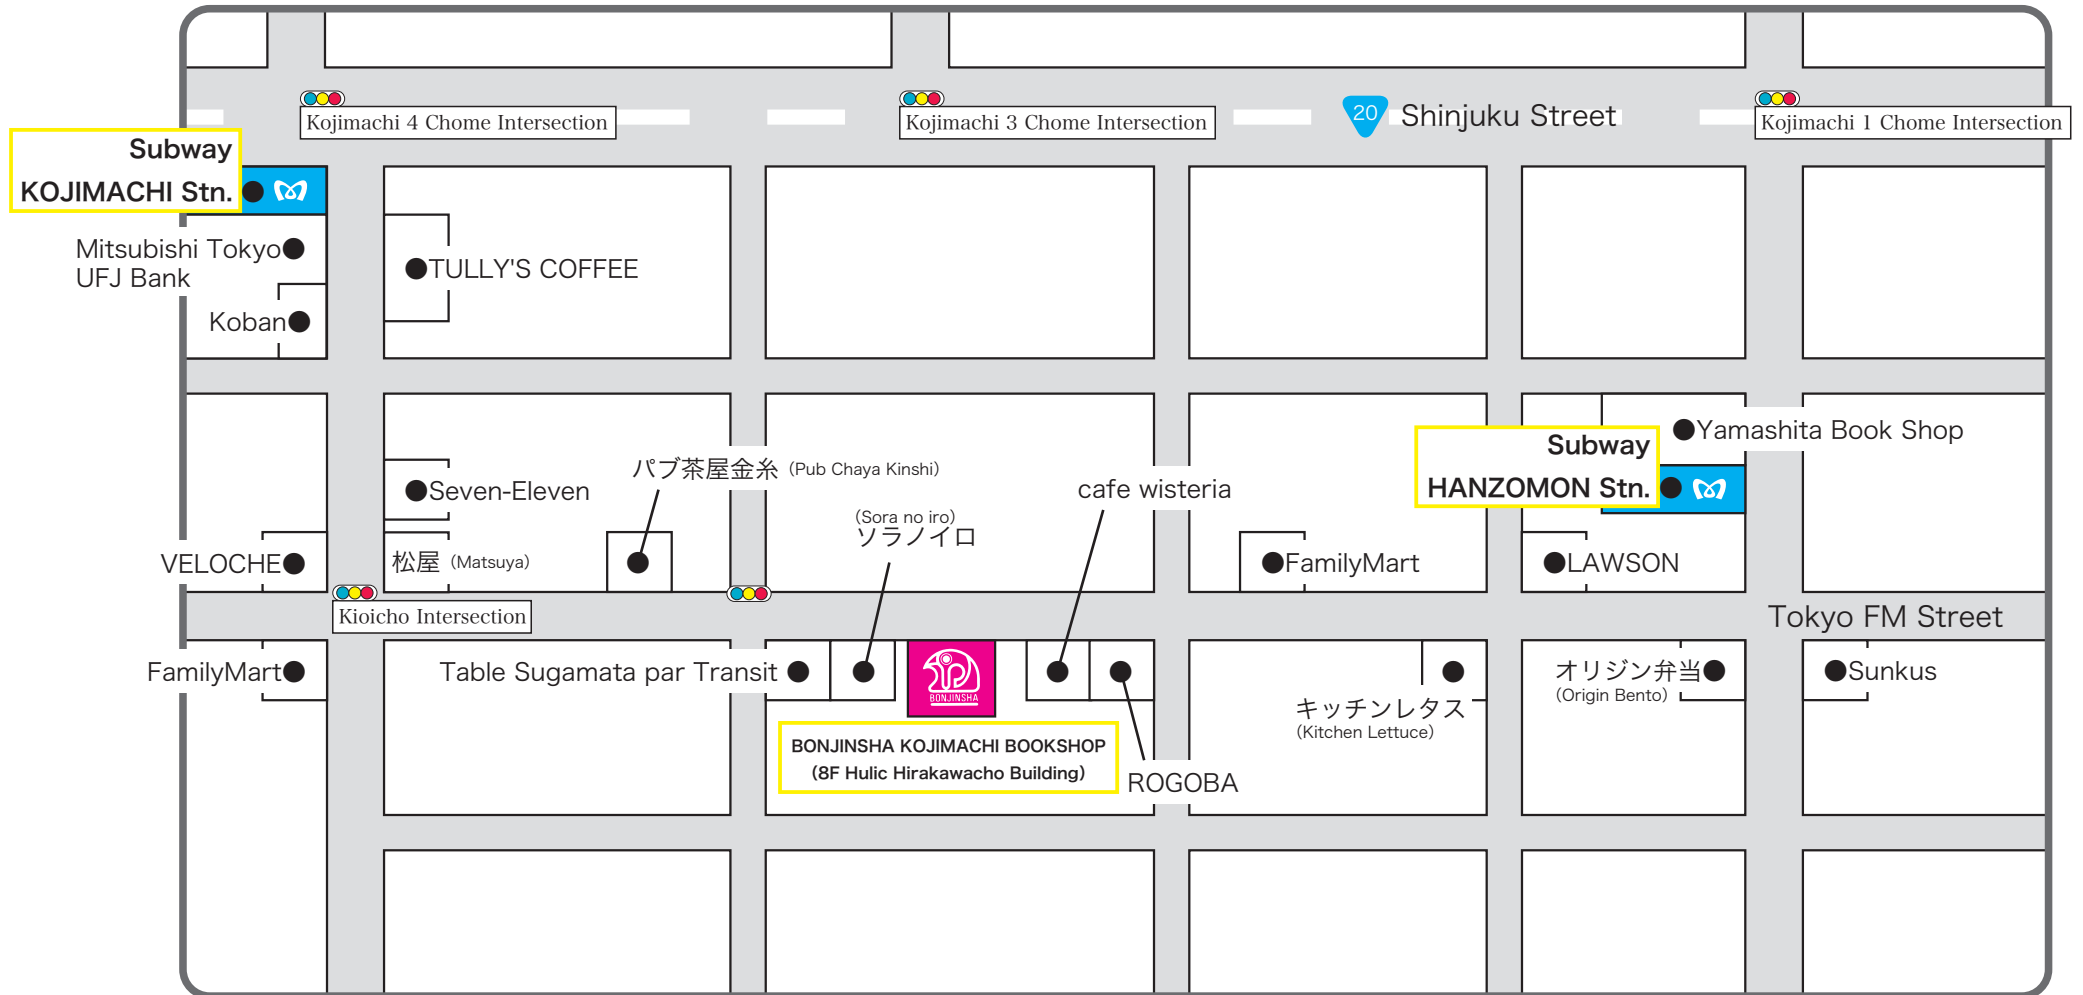 Kojimachi 4 Chome Intersection
Kojimachi 3 Chome Intersection
20
Shinjuku Street
Kojimachi 1 Chome Intersection
Subway
KOJIMACHI Stn.
Mitsubishi Tokyo
UFJ Bank
Koban
TULLY'S COFFEE
Yamashita Book Shop
Subway
HANZOMON Stn.
Seven-Eleven
パブ茶屋金糸 (Pub Chaya Kinshi)
cafe wisteria
(Sora no iro)
ソラノイロ
VELOCHE
松屋 (Matsuya)
FamilyMart
LAWSON
Kioicho Intersection
Tokyo FM Street
FamilyMart
Table Sugamata par Transit
BONJINSHA
オリジン弁当
(Origin Bento)
Sunkus
キッチンレタス
(Kitchen Lettuce)
BONJINSHA KOJIMACHI BOOKSHOP
(8F Hulic Hirakawacho Building)
ROGOBA